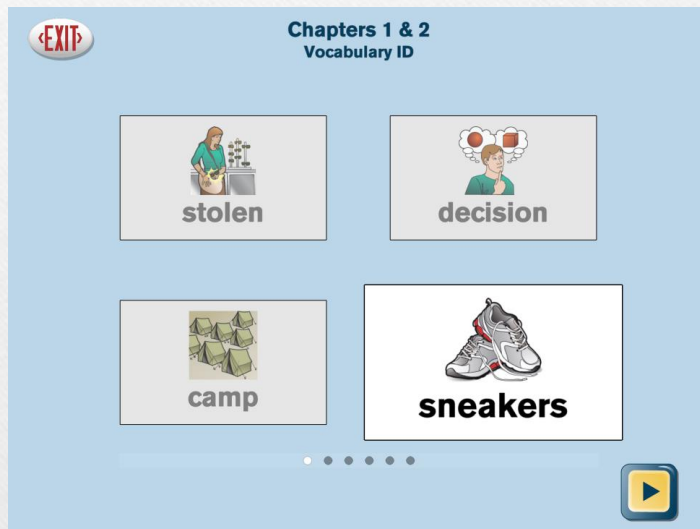 EXIT
Chapters 1 & 2
Vocabulary ID
stolen
decision
camp
sneakers